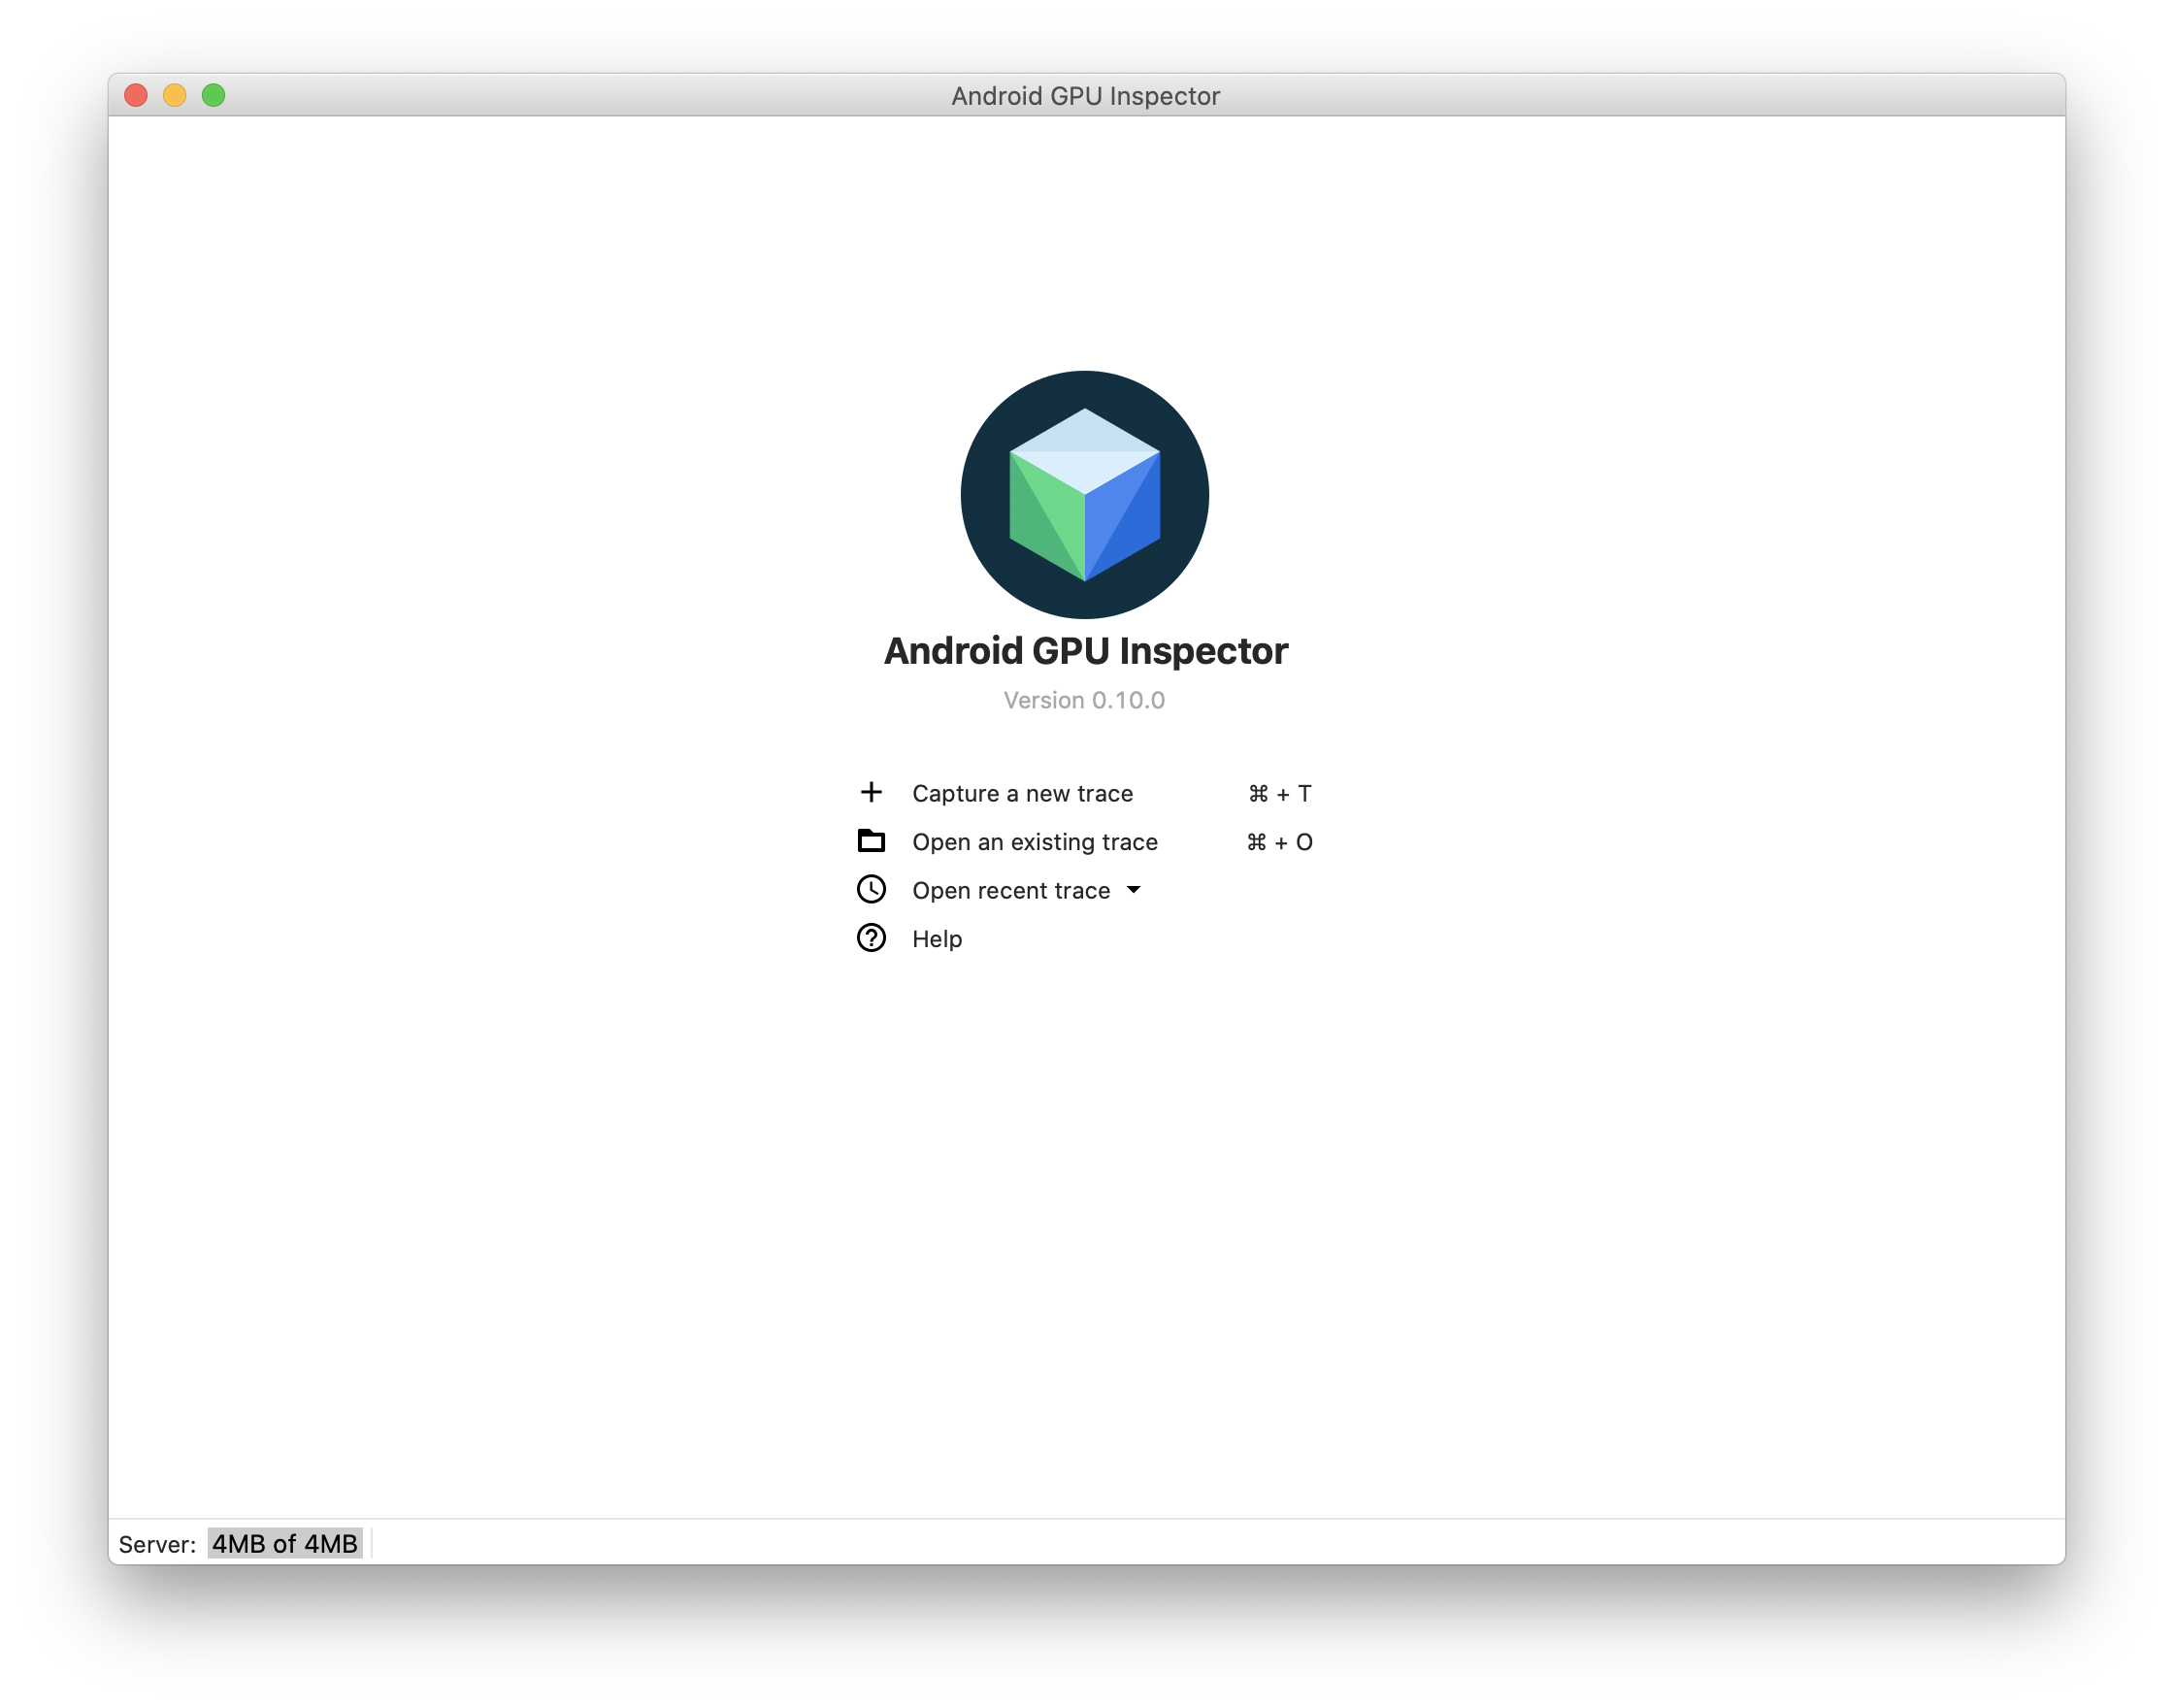 Android GPU Inspector
Android GPU Inspector
Version 0.10.0
Capture a new trace ⌘ + T
Open an existing trace ⌘ + O
Open recent trace
Help
Server: 4MB of 4MB